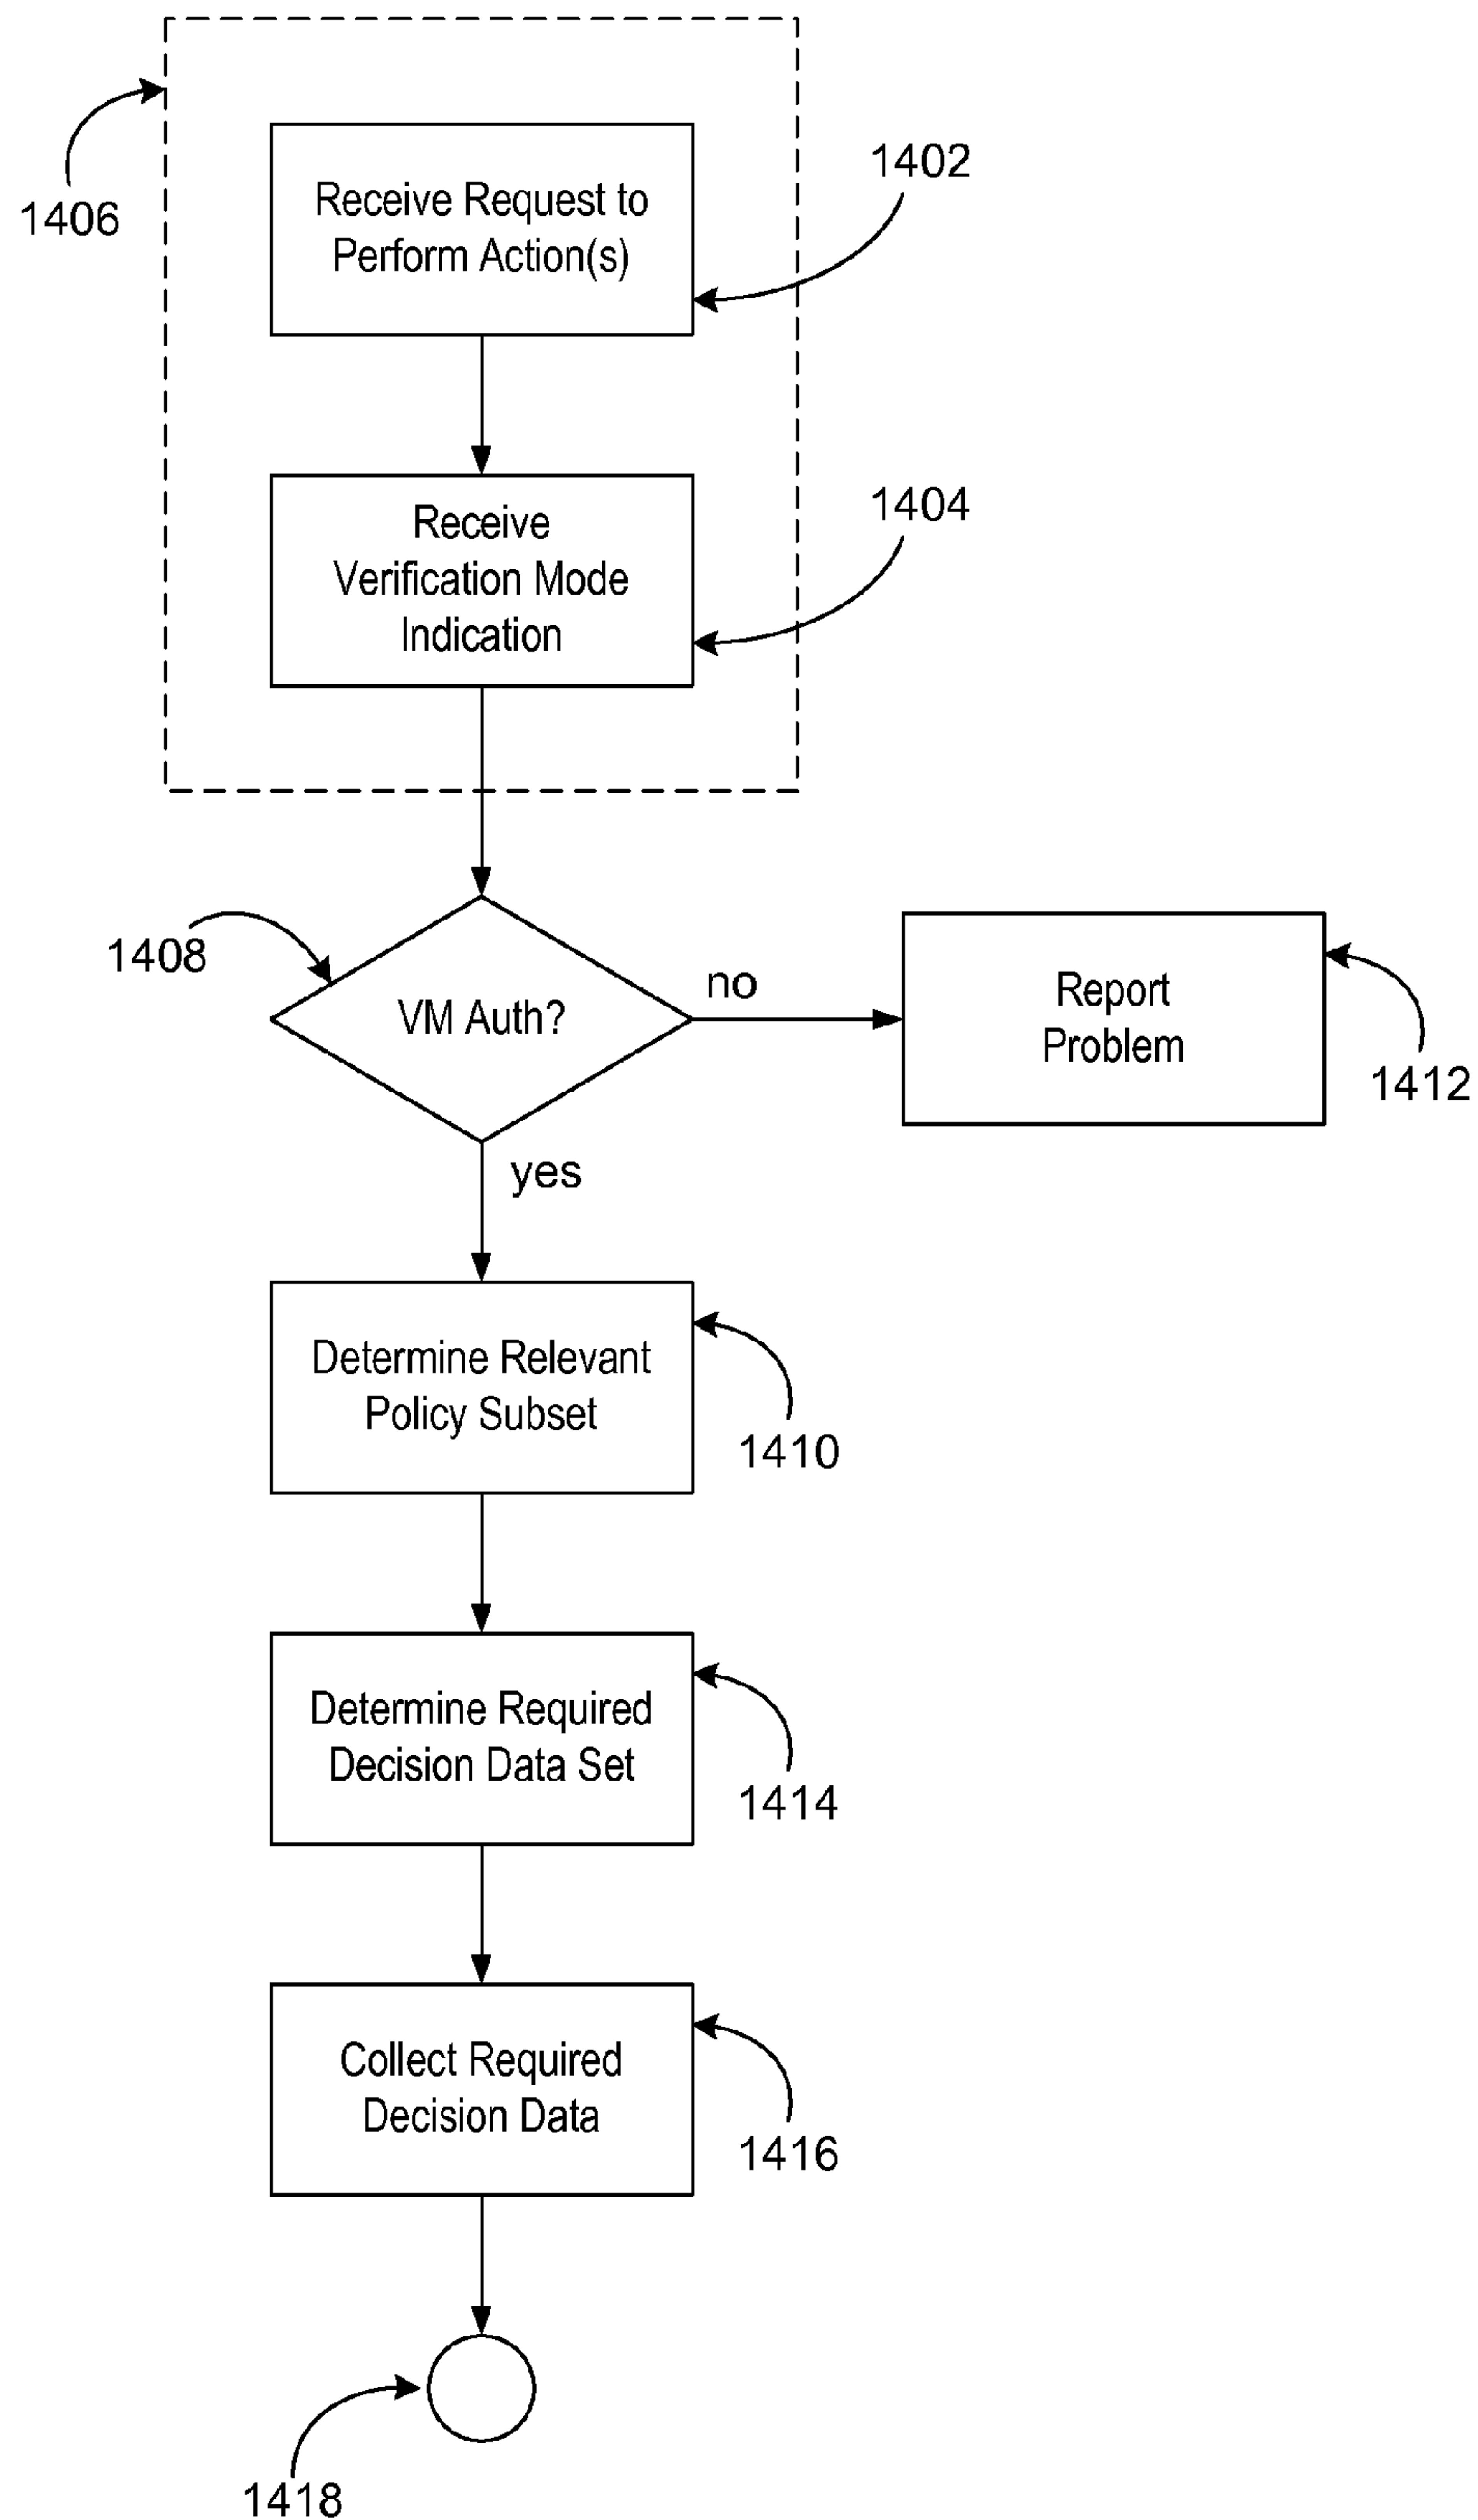 1406
Receive Request to
Perform Action(s)
1402
Receive
Verification Mode
Indication
1404
1408
VM Auth?
no
Report
Problem
1412
yes
Determine Relevant
Policy Subset
1410
Determine Required
Decision Data Set
1414
Collect Required
Decision Data
1416
1418